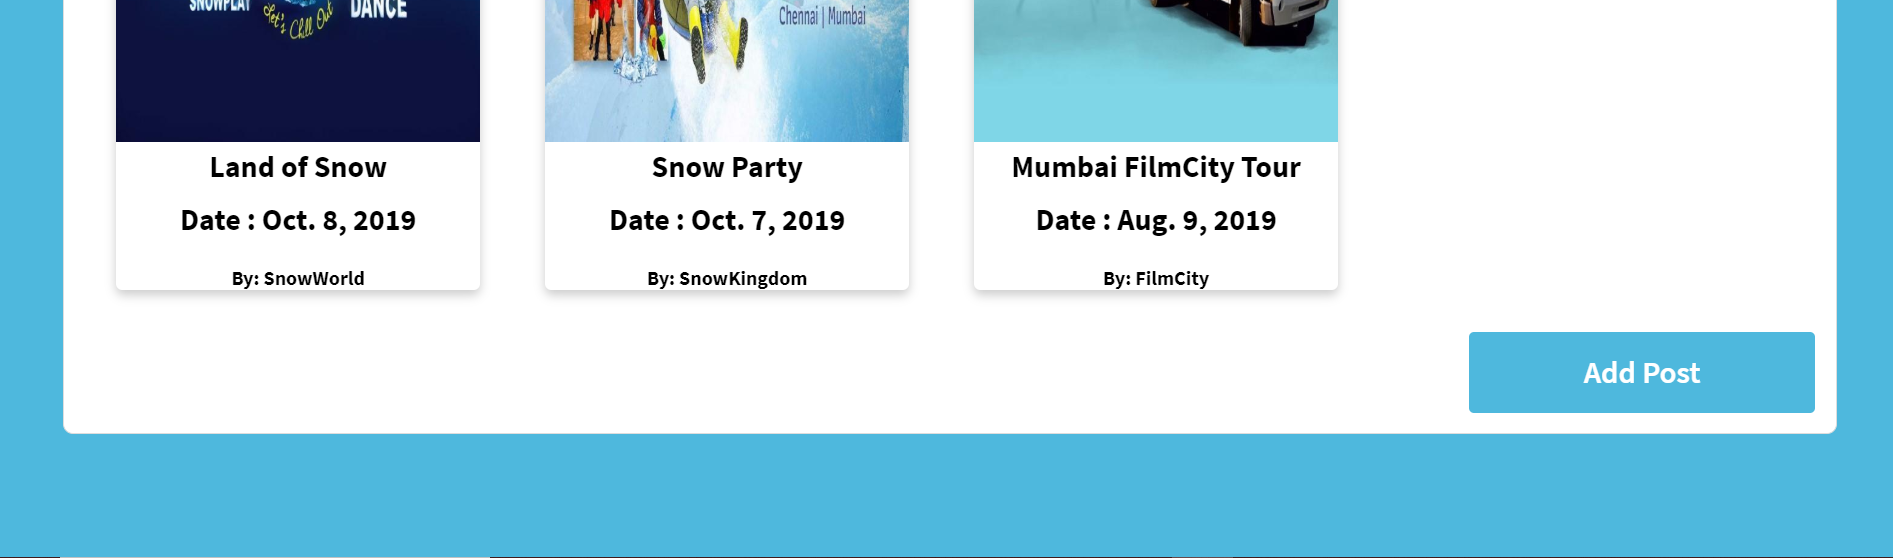 SNOWPLAY
Let's Chill Out
DANCE
Chennai | Mumbai
Land of Snow
Snow Party
Mumbai FilmCity Tour
Date : Oct. 8, 2019
Date : Oct. 7, 2019
Date : Aug. 9, 2019
By: SnowWorld
By: SnowKingdom
By: FilmCity
Add Post